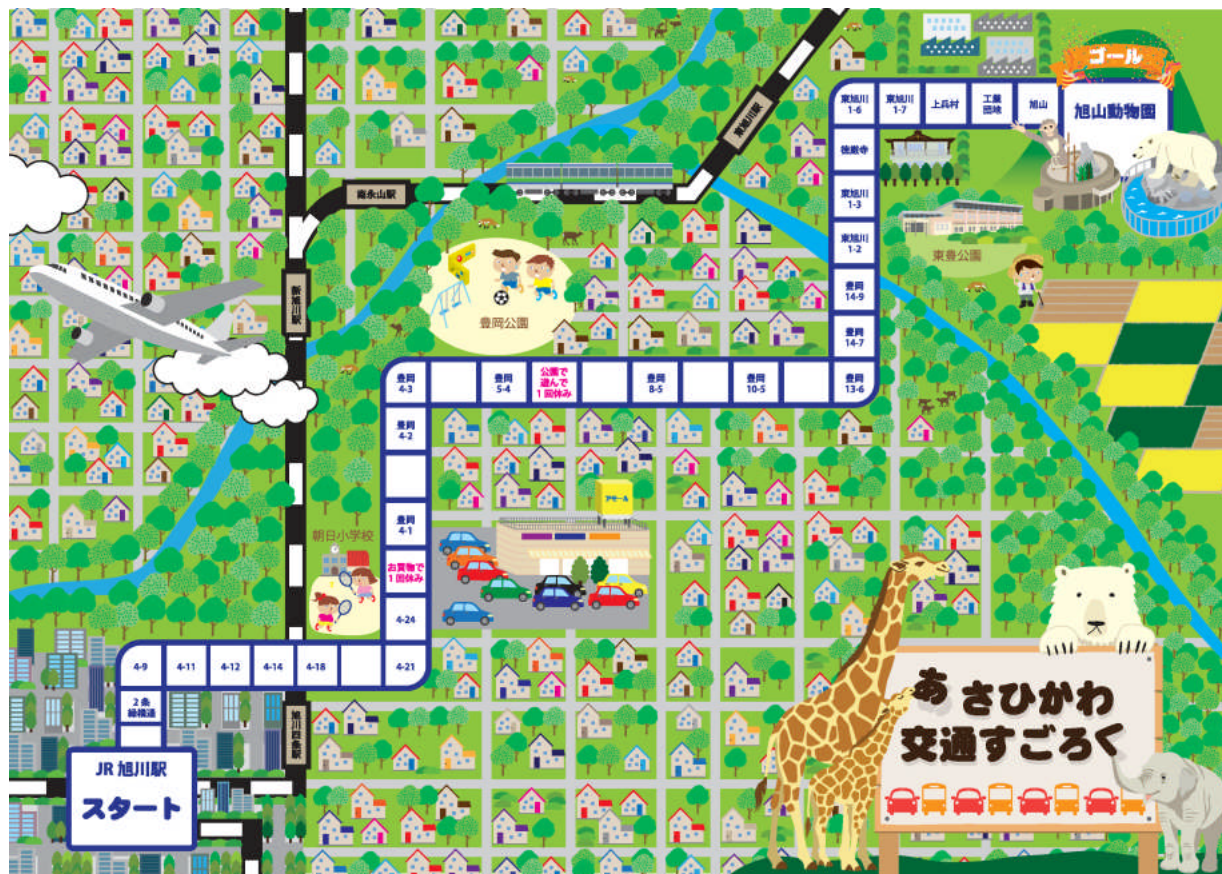 ゴール
旭山動物園
旭山
工業
団地
上兵村
東旭川
1-7
東旭川
1-6
東旭川駅
南永山駅
新旭川駅
東旭川
1-3
東旭川
1-2
東豊公園
豊岡
14-9
豊岡
14-7
豊岡公園
豊岡
4-3
豊岡
5-4
公園で
遊んで
1回休み
豊岡
8-5
豊岡
10-5
豊岡
13-6
豊岡
4-2
豊岡
4-1
アモール
朝日小学校
お買物で
1回休み
4-24
4-9
4-11
4-12
4-14
4-18
4-21
2条
緑橋通
旭川四条駅
JR 旭川駅
スタート
あさひかわ
交通すごろく